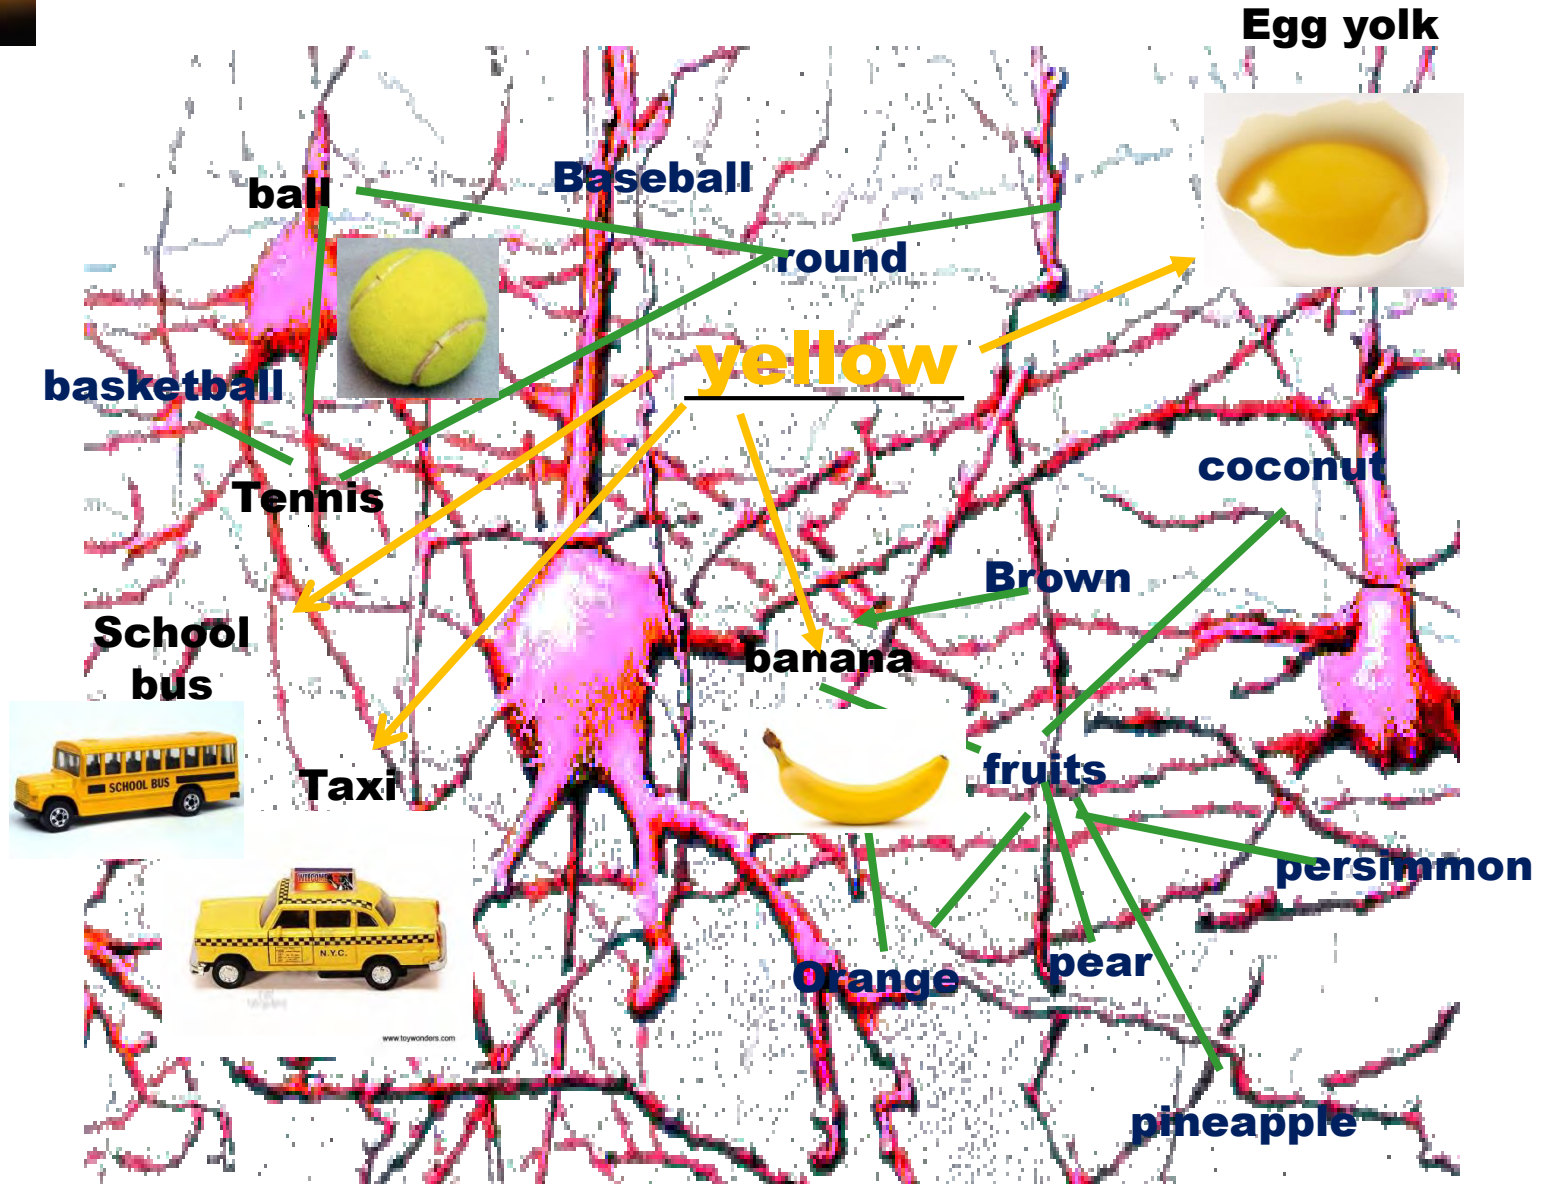 Egg yolk
Baseball
ball
round
yellow
basketball
coconut
Tennis
Brown
School
bus
banana
SCHOOL BUS
Taxi
fruits
persimmon
WELCOME
N.Y.C.
Orange
pear
www.toywonders.com
pineapple